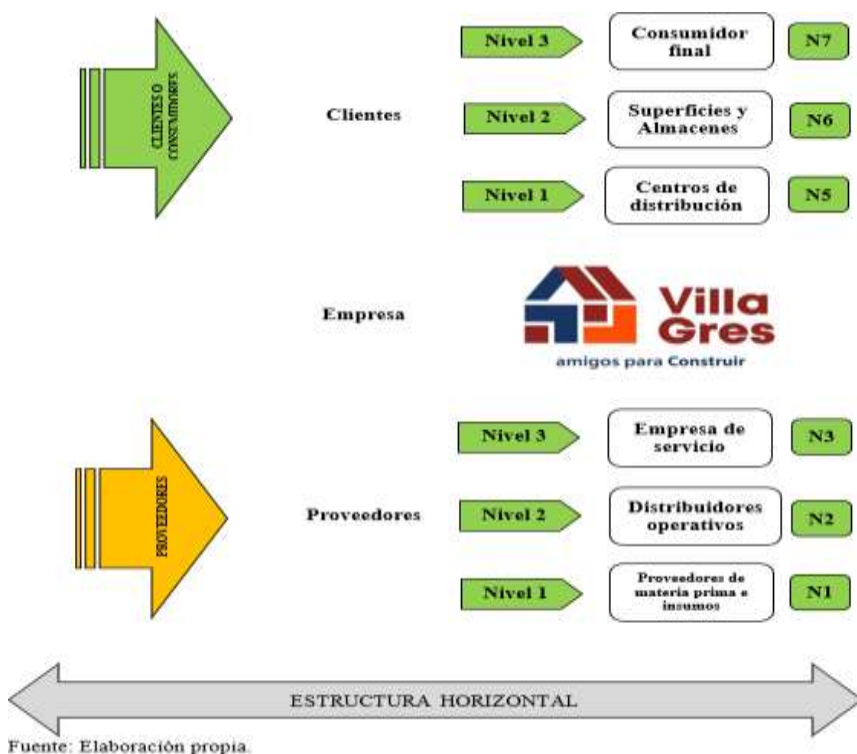 Nivel 3
Consumidor
final
N7
CLIENTES O
CONSUMIDORES
Clientes
Nivel 2
Superficies y
Almacenes
N6
Nivel 1
Centros de
distribución
N5
Empresa
Villa
Gres
amigos para Construir
Nivel 3
Empresa de
servicio
N3
PROVEEDORES
Proveedores
Nivel 2
Distribuidores
operativos
N2
Nivel 1
Proveedores de
materia prima e
insumos
N1
ESTRUCTURA HORIZONTAL
Fuente: Elaboración propia.